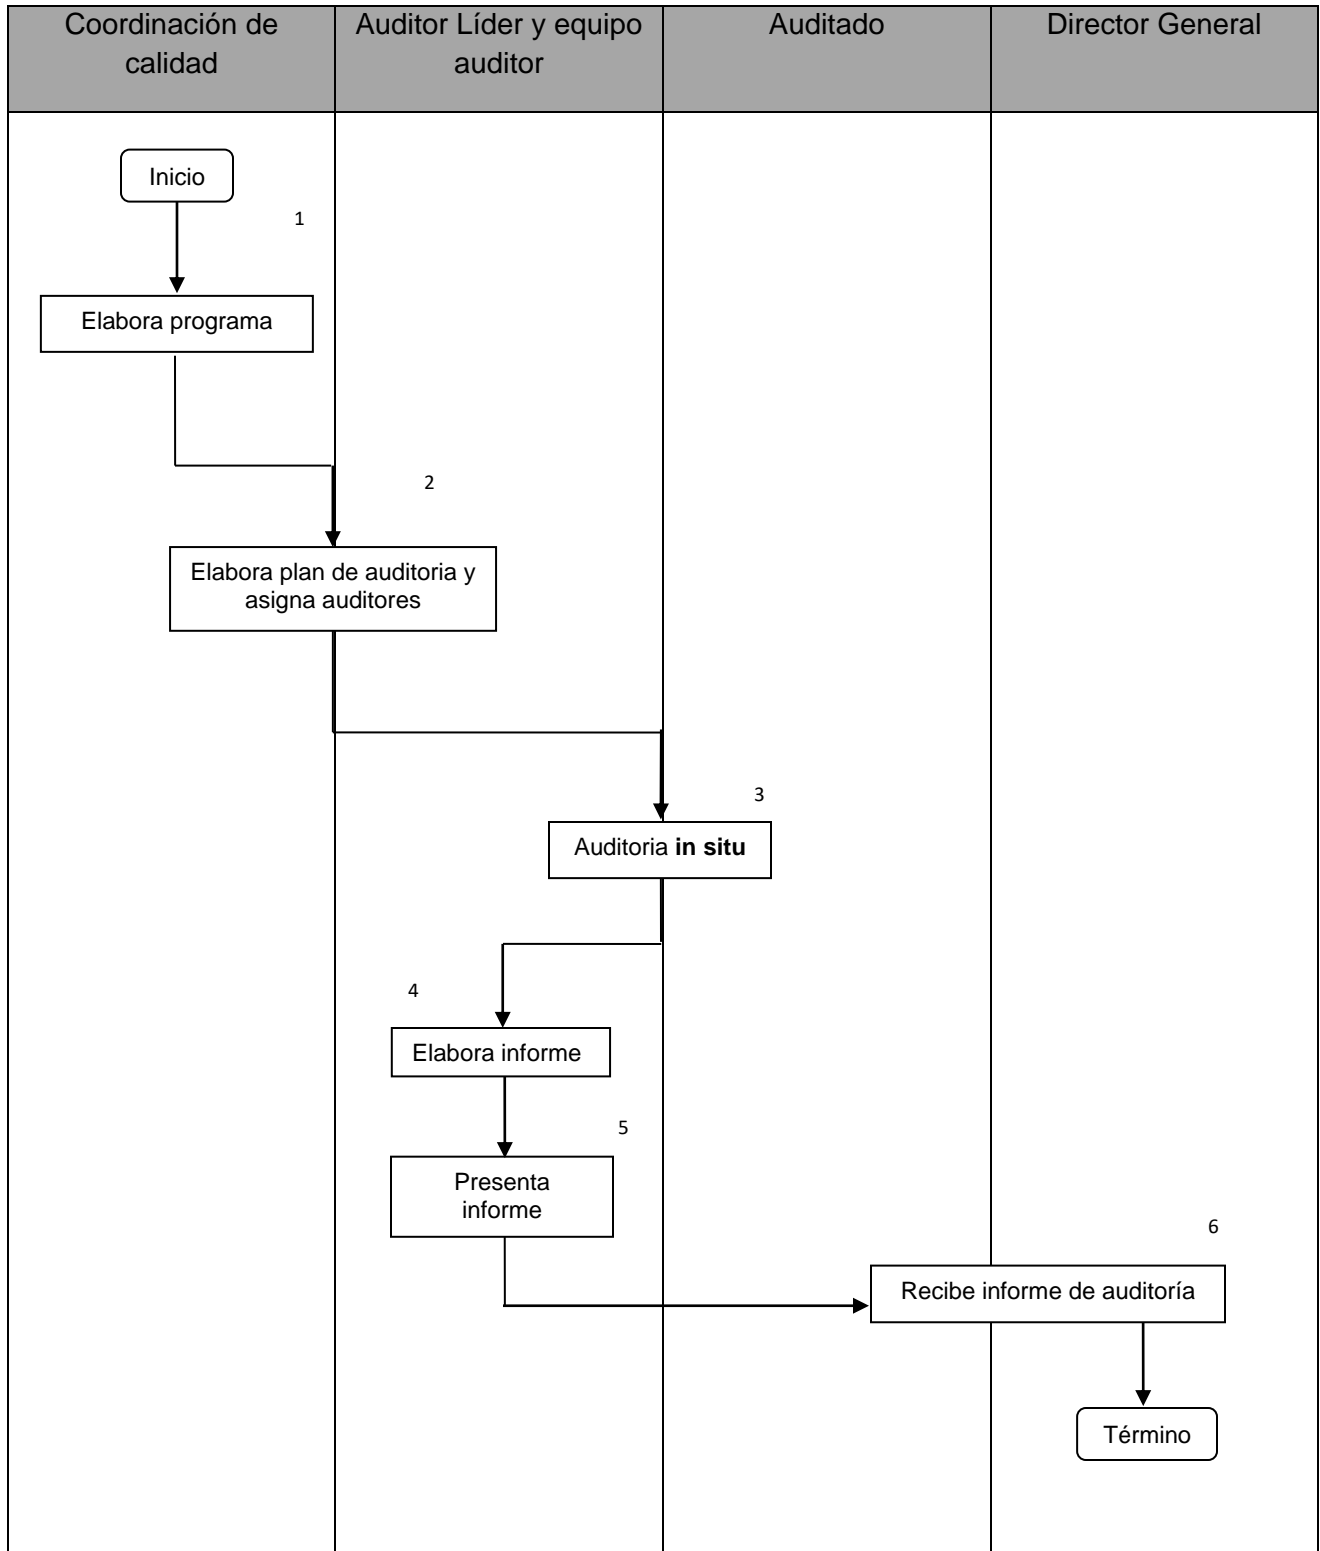 Coordinación de
calidad
Auditor Líder y equipo
auditor
Auditado
Director General
Inicio
1
Elabora programa
2
Elabora plan de auditoria y
asigna auditores
3
Auditoria in situ
4
Elabora informe
5
Presenta
informe
6
Recibe informe de auditoría
Término